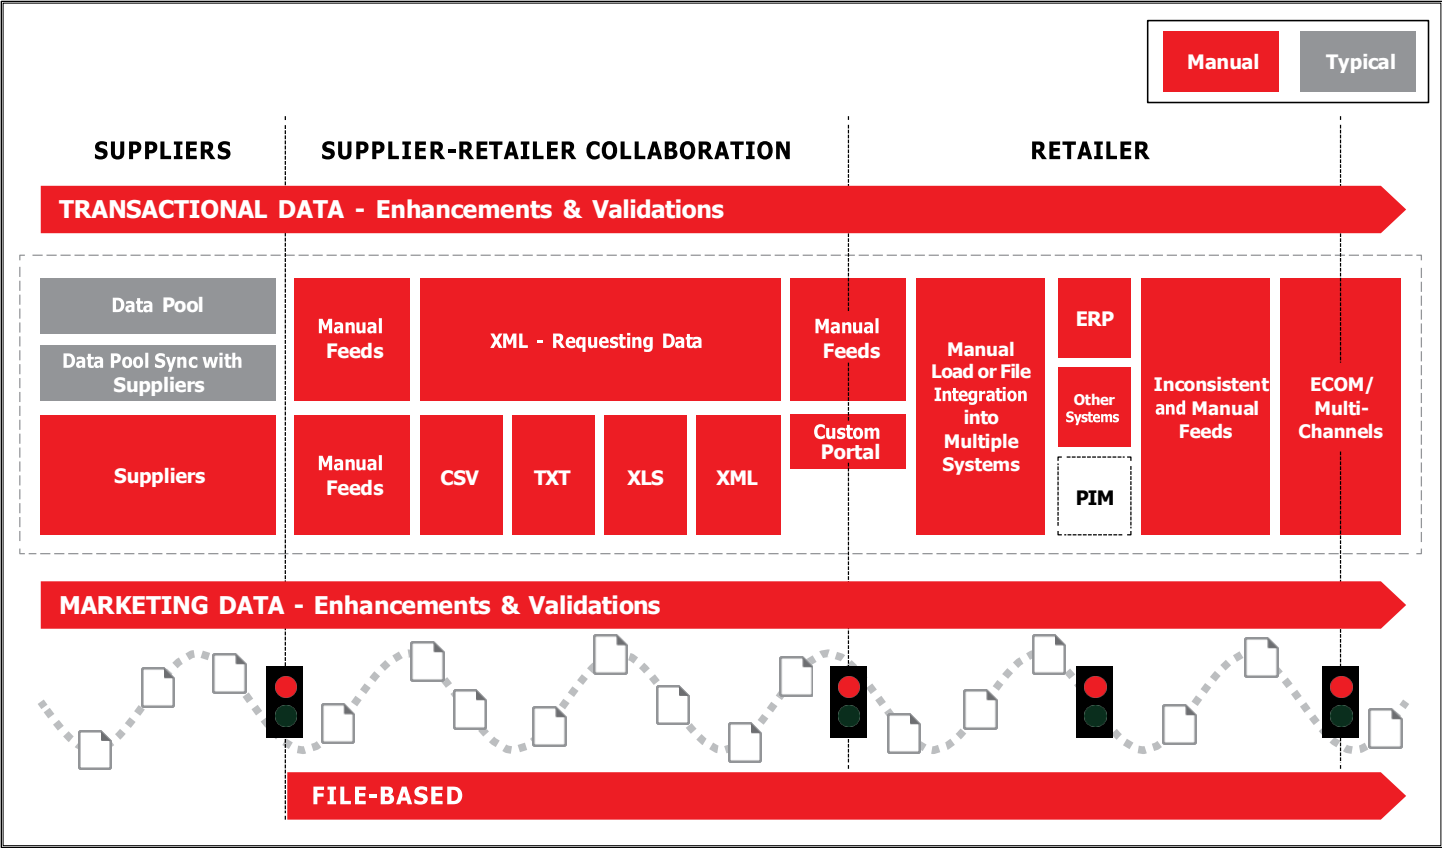 Manual
Typical
SUPPLIERS
SUPPLIER-RETAILER COLLABORATION
RETAILER
TRANSACTIONAL DATA - Enhancements & Validations
Data Pool
Data Pool Sync with
Suppliers
Suppliers
Manual
Feeds
XML - Requesting Data
Manual
Feeds
Manual
Feeds
CSV
TXT
XLS
XML
Custom
Portal
Manual
Load or File
Integration
into
Multiple
Systems
ERP
Other
Systems
PIM
Inconsistent
and Manual
Feeds
ECOM/
Multi-
Channels
MARKETING DATA - Enhancements & Validations
FILE-BASED